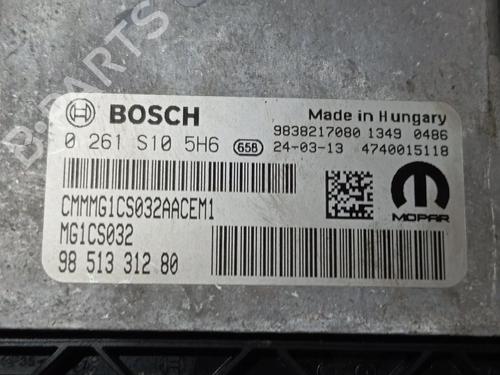 B-PARTS
BOSCH
Made in Hungary
0 261 S10 5H6
G5B
9838217080 1349 0486
24-03-13 4740015118
CMMMG1CS032AACEM1
MG1CS032
98 513 312 80
MOPAR